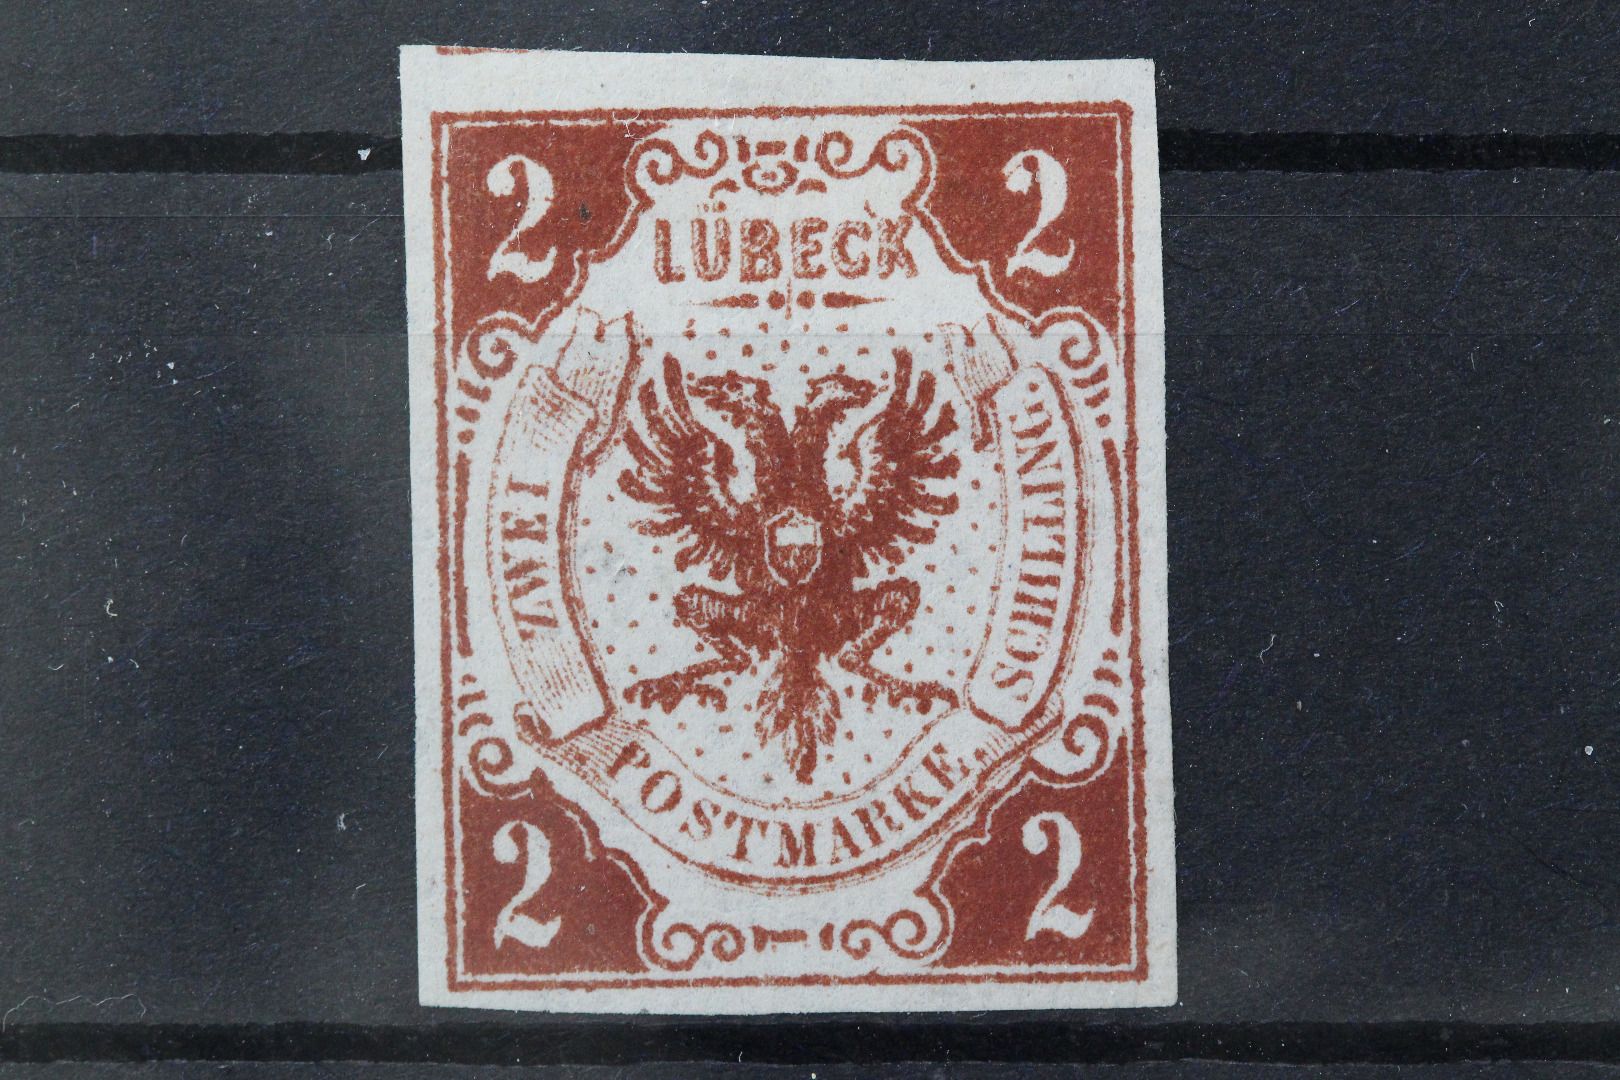 2 2
LÜBECK
ZWEI
SCHILLING.
POSTMARKE.
2 2